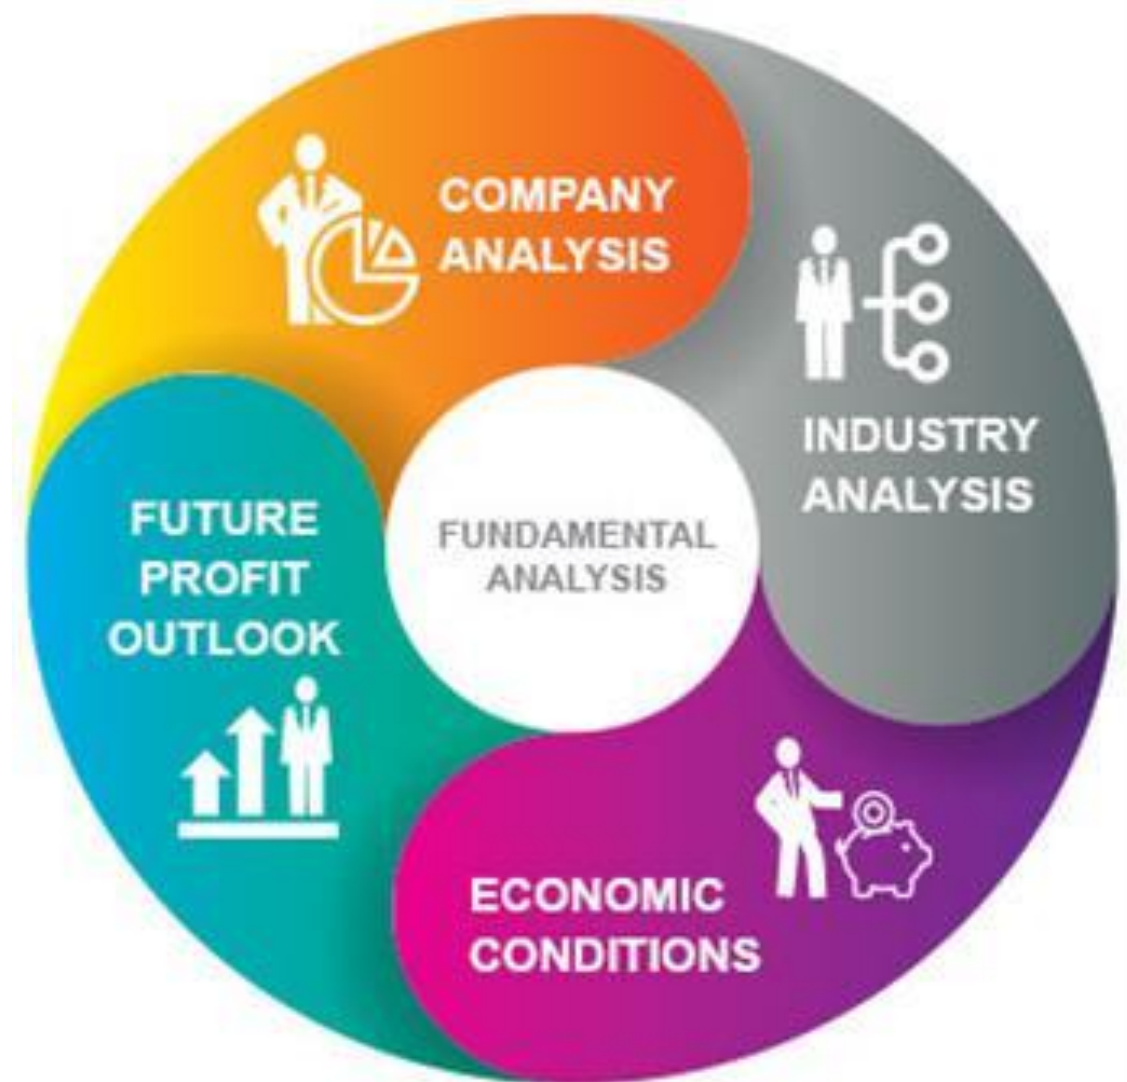 COMPANY
ANALYSIS
INDUSTRY
ANALYSIS
FUTURE
PROFIT
OUTLOOK
FUNDAMENTAL
ANALYSIS
ECONOMIC
CONDITIONS